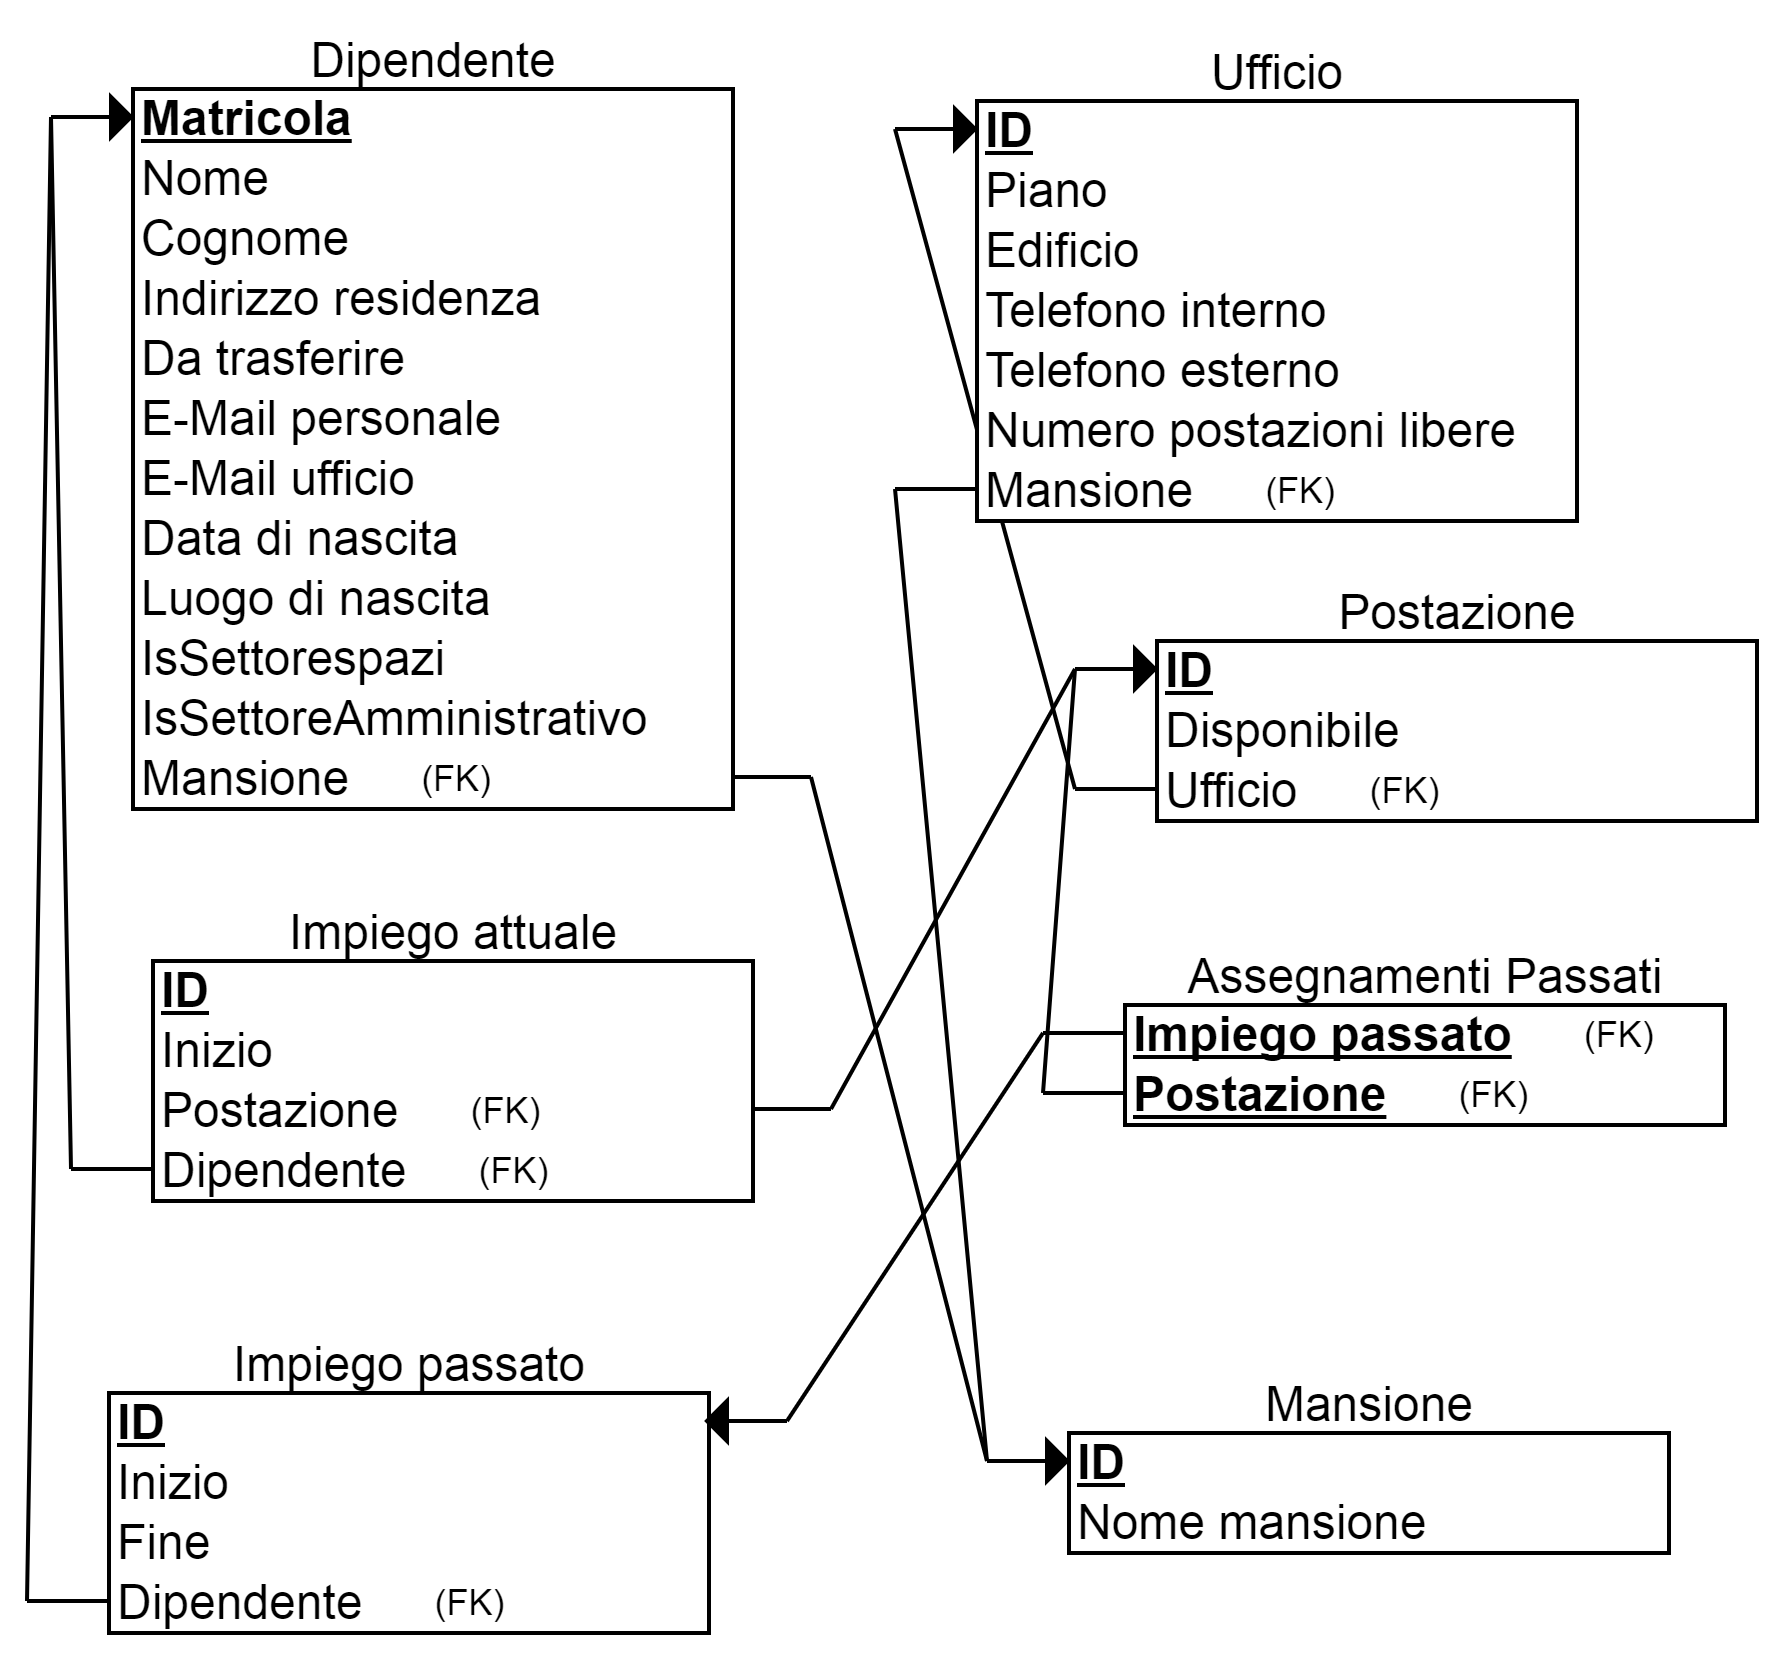 Dipendente
Matricola
Nome
Cognome
Indirizzo residenza
Da trasferire
E-Mail personale
E-Mail ufficio
Data di nascita
Luogo di nascita
IsSettorespazi
IsSettoreAmministrativo
Mansione (FK)
Ufficio
ID
Piano
Edificio
Telefono interno
Telefono esterno
Numero postazioni libere
Mansione (FK)
Postazione
ID
Disponibile
Ufficio (FK)
Impiego attuale
ID
Inizio
Postazione (FK)
Dipendente (FK)
Assegnamenti Passati
Impiego passato (FK)
Postazione (FK)
Impiego passato
ID
Inizio
Fine
Dipendente (FK)
Mansione
ID
Nome mansione